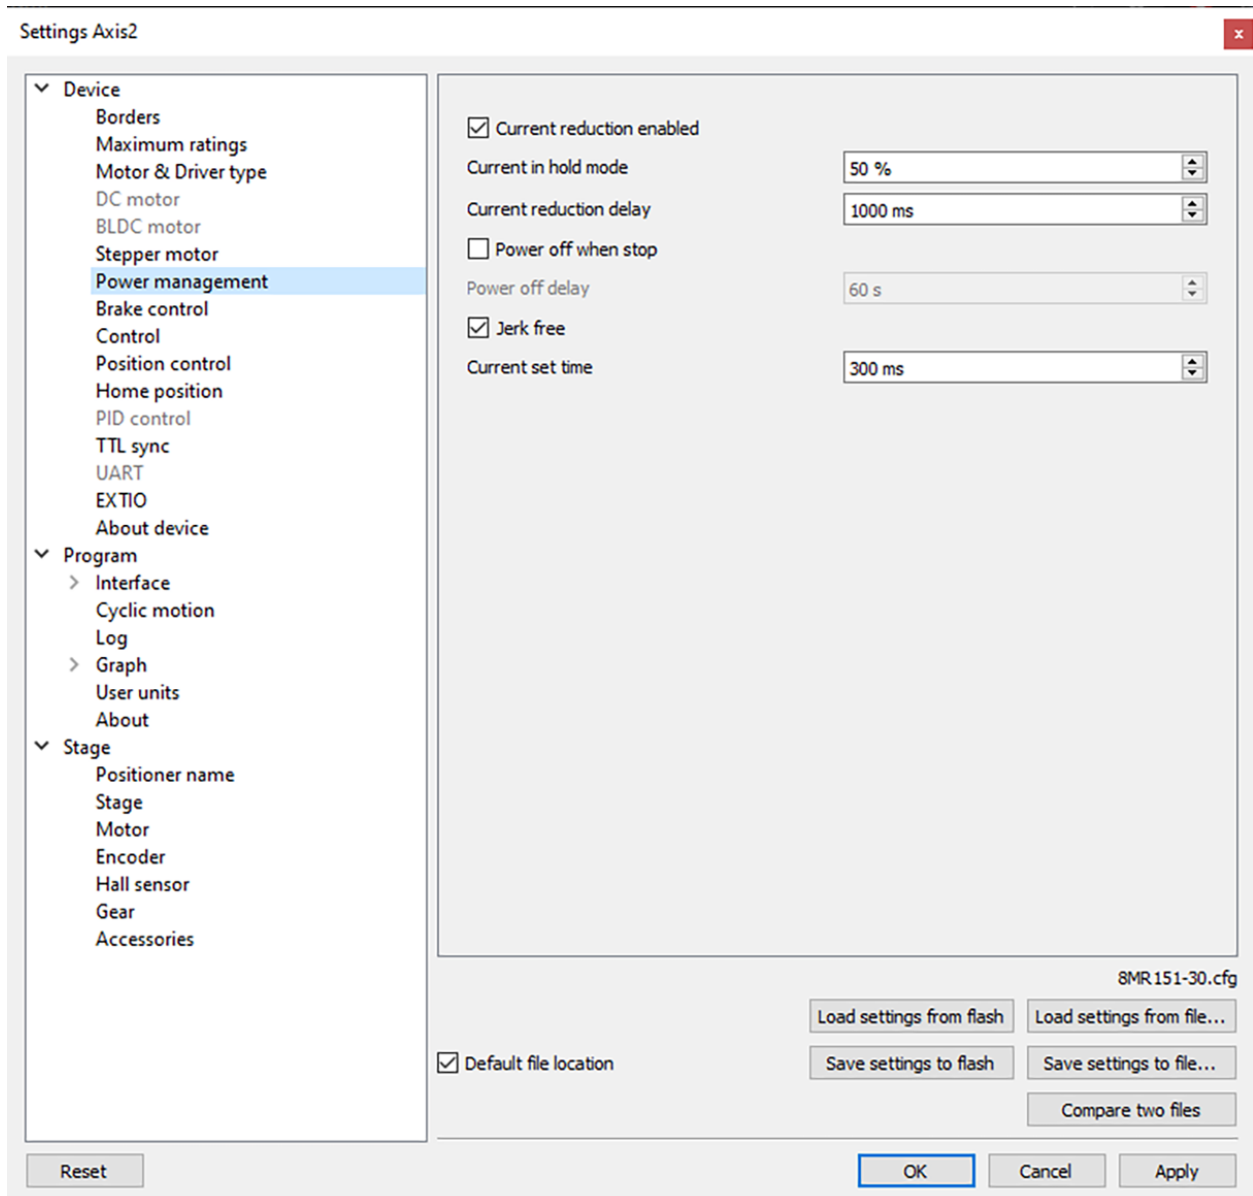 Settings Axis2
x
Device
Borders
Maximum ratings
Motor & Driver type
DC motor
BLDC motor
Stepper motor
Power management
Brake control
Control
Position control
Home position
PID control
TTL sync
UART
EXTIO
About device
Program
Interface
Cyclic motion
Log
Graph
User units
About
Stage
Positioner name
Stage
Motor
Encoder
Hall sensor
Gear
Accessories
Current reduction enabled
Current in hold mode 50 %
Current reduction delay 1000 ms
Power off when stop
Power off delay 60 s
Jerk free
Current set time 300 ms
8MR151-30.cfg
Load settings from flash Load settings from file...
Default file location Save settings to flash Save settings to file...
Compare two files
Reset OK Cancel Apply